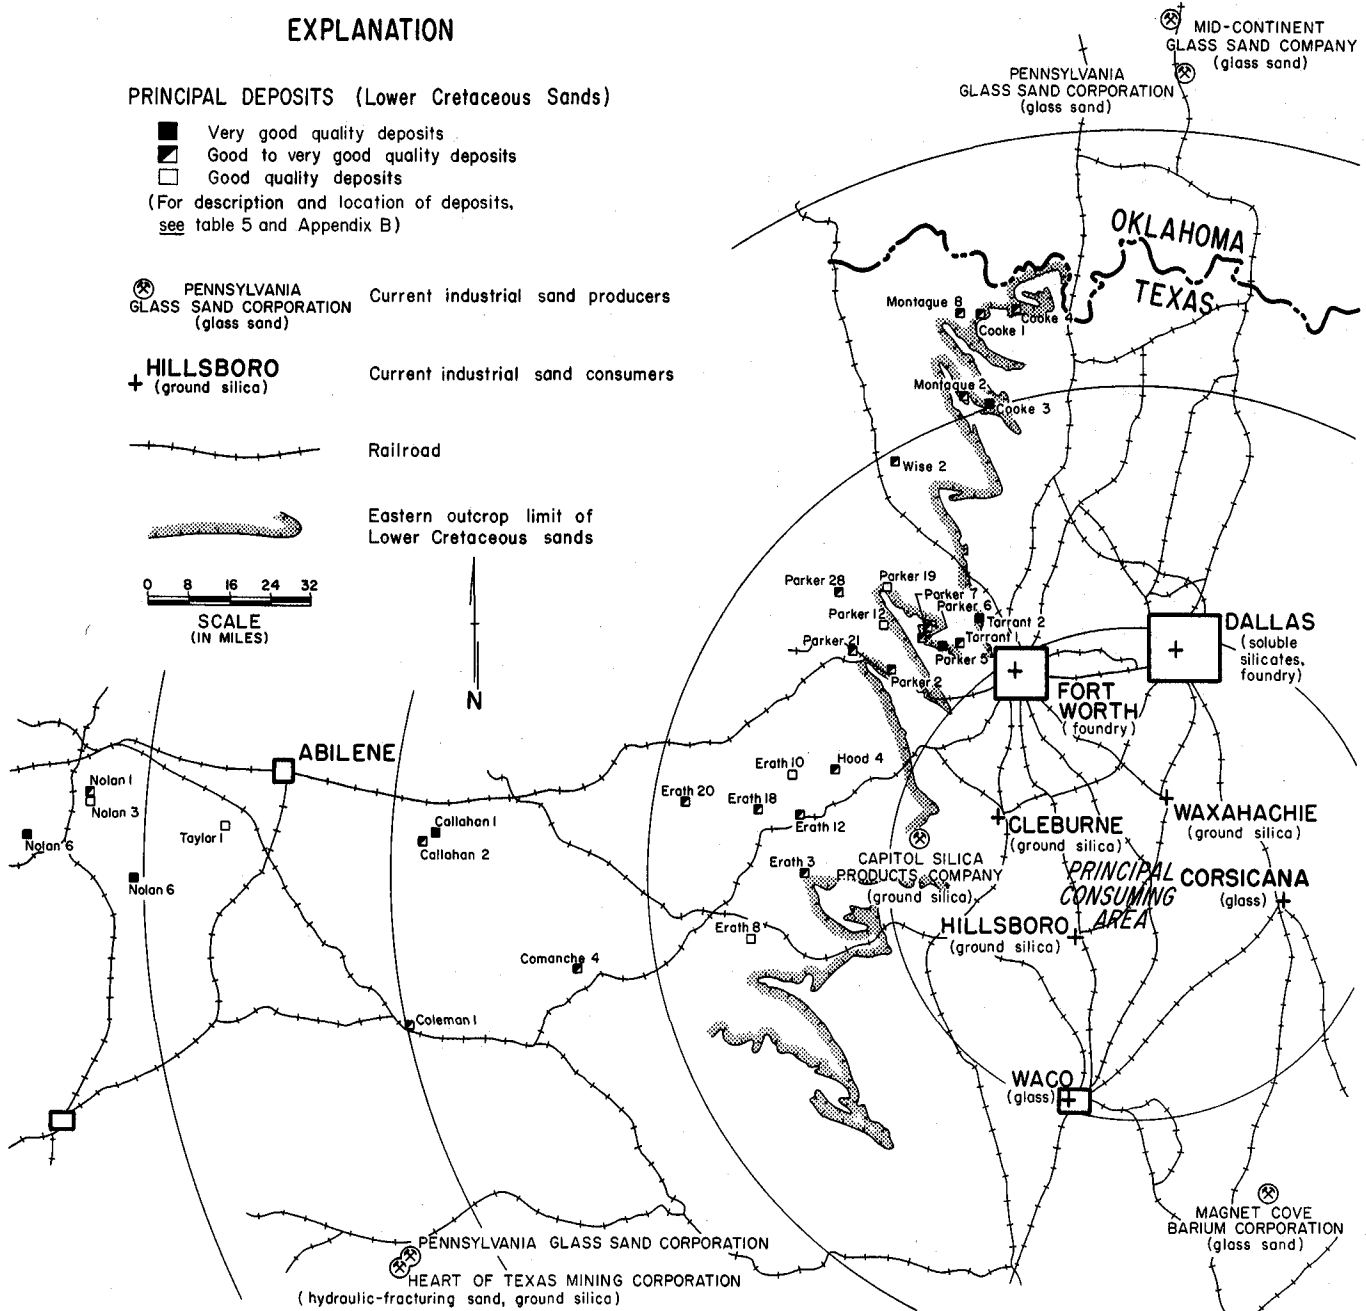 EXPLANATION
PRINCIPAL DEPOSITS (Lower Cretaceous Sands)
Very good quality deposits
Good to very good quality deposits
Good quality deposits
(For description and location of deposits,
see table 5 and Appendix B)
PENNSYLVANIA
GLASS SAND CORPORATION
(glass sand)
Current industrial sand producers
HILLSBORO
(ground silica)
Current industrial sand consumers
Railroad
Eastern outcrop limit of
Lower Cretaceous sands
0 8 16 24 32
SCALE
(IN MILES)
N
MID-CONTINENT
GLASS SAND COMPANY
(glass sand)
PENNSYLVANIA
GLASS SAND CORPORATION
(glass sand)
OKLAHOMA
TEXAS
Montague 8
Cooke 4
Cooke 1
Montague 2
Cooke 3
Wise 2
Parker 28
Parker 19
Parker 7
Parker 6
Parker 12
Tarrant 2
Tarrant 1
Parker 21
Parker 5
Parker 2
DALLAS
(soluble
silicates,
foundry)
FORT
WORTH
(foundry)
ABILENE
Nolan 1
Nolan 3
Nolan 6
Nolan 6
Taylor 1
Callahan 1
Callahan 2
Erath 10
Hood 4
Erath 20
Erath 18
Erath 12
Erath 3
Erath 8
Comanche 4
Coleman 1
CLEBURNE
(ground silica)
WAXAHACHIE
(ground silica)
CAPITOL SILICA
PRODUCTS COMPANY
(ground silica)
PRINCIPAL
CONSUMING
AREA
CORSICANA
(glass)
HILLSBORO
(ground silica)
WACO
(glass)
MAGNET COVE
BARIUM CORPORATION
(glass sand)
PENNSYLVANIA GLASS SAND CORPORATION
HEART OF TEXAS MINING CORPORATION
(hydraulic-fracturing sand, ground silica)